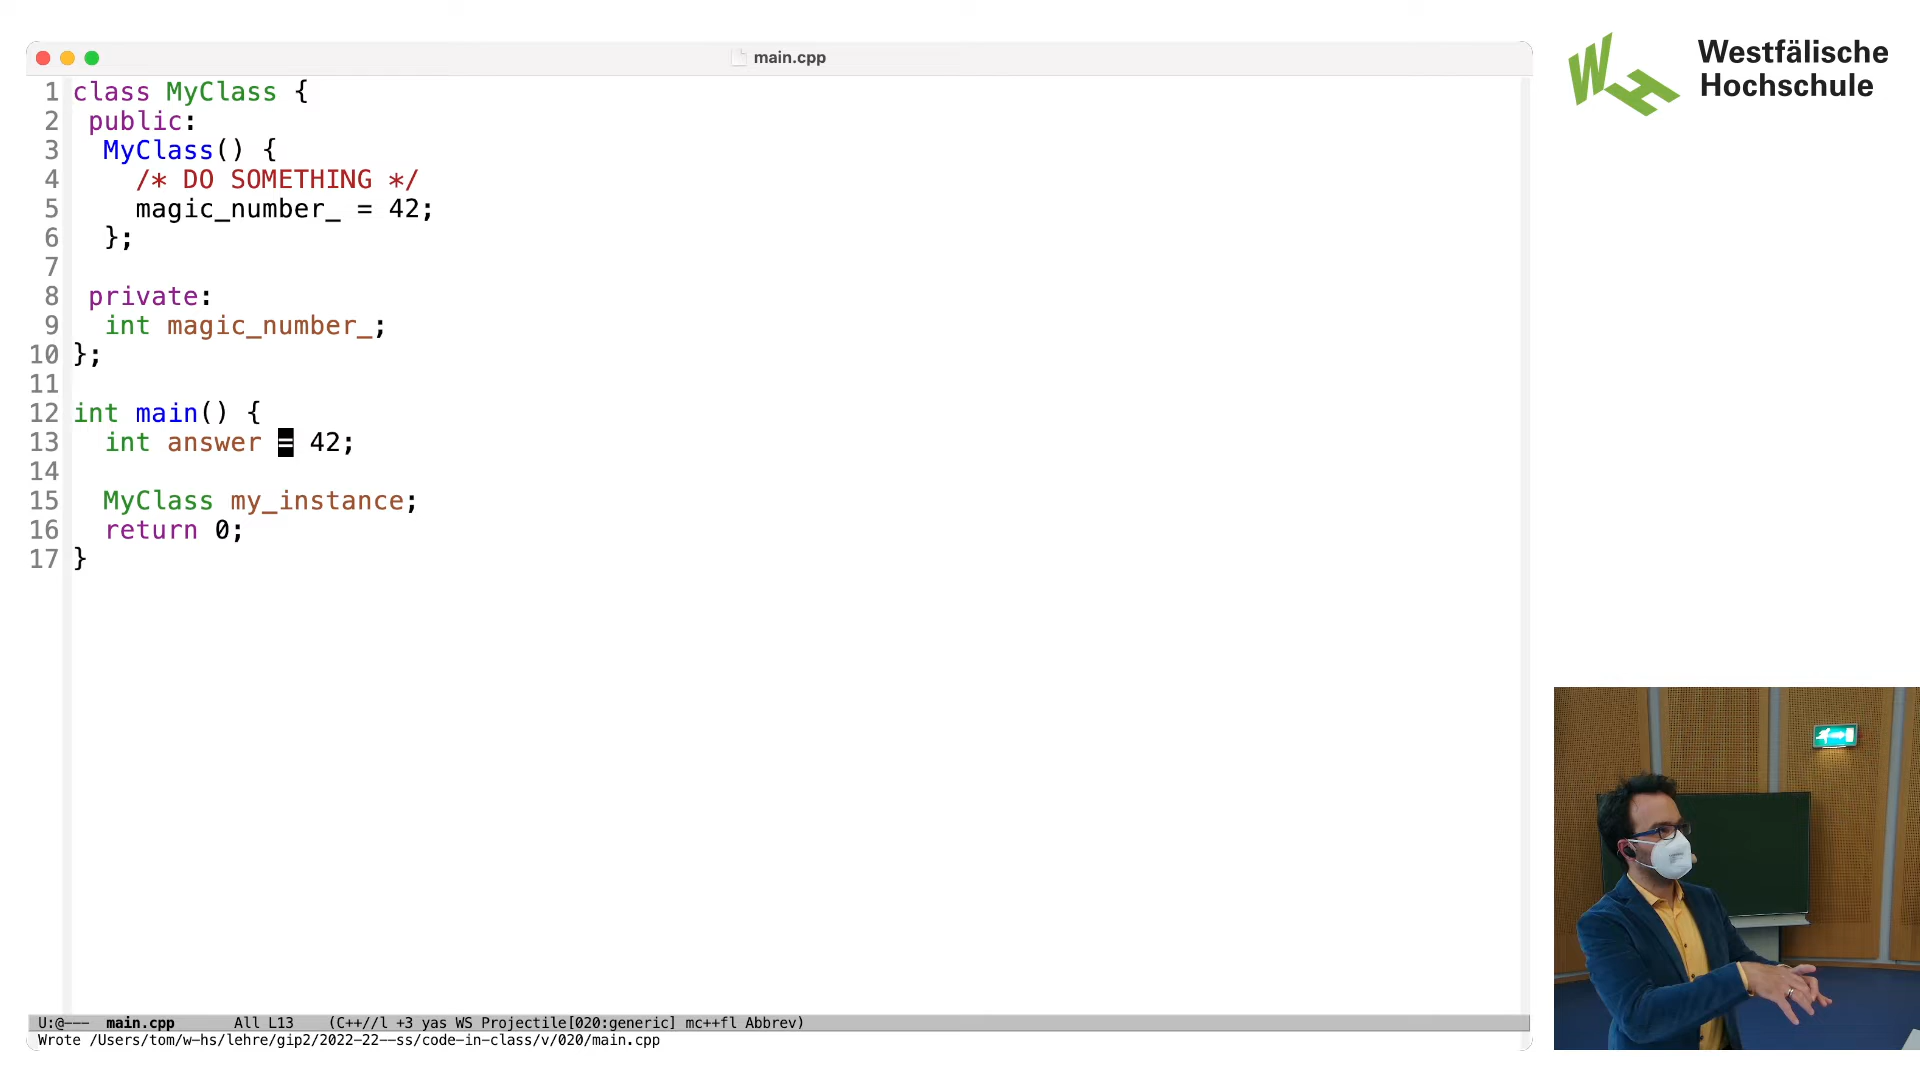 main.cpp
Westfälische
Hochschule
1 class MyClass {
2  public:
3   MyClass() {
4     /* DO SOMETHING */
5     magic_number_ = 42;
6   };
7
8  private:
9   int magic_number_;
10 };
11
12 int main() {
13   int answer = 42;
14
15   MyClass my_instance;
16   return 0;
17 }
U:@--- main.cpp All L13 (C++//l +3 yas WS Projectile[020:generic] mc++fl Abbrev)
Wrote /Users/tom/w-hs/lehre/gip2/2022-22--ss/code-in-class/v/020/main.cpp